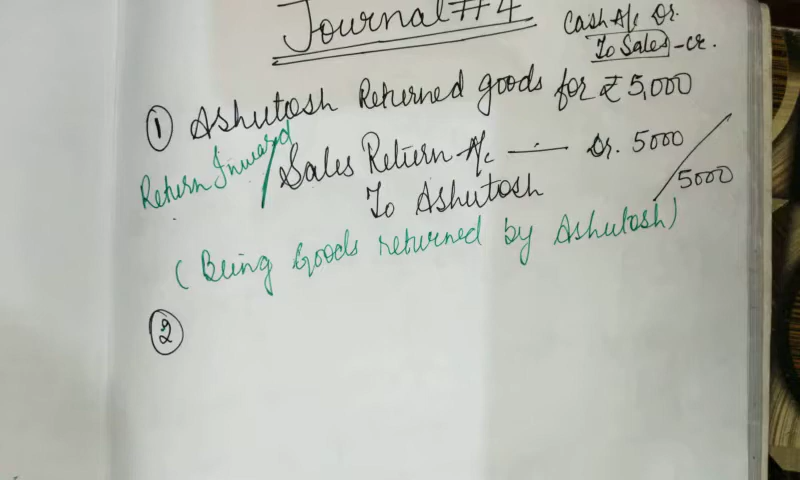 Journal #4
Cash A/c Dr.
To Sales - cr.
① Ashutosh Returned goods for ₹ 5,000
Return Inward / Sales Return A/c — Dr. 5000
To Ashutosh 5000
(Being Goods returned by Ashutosh)
②